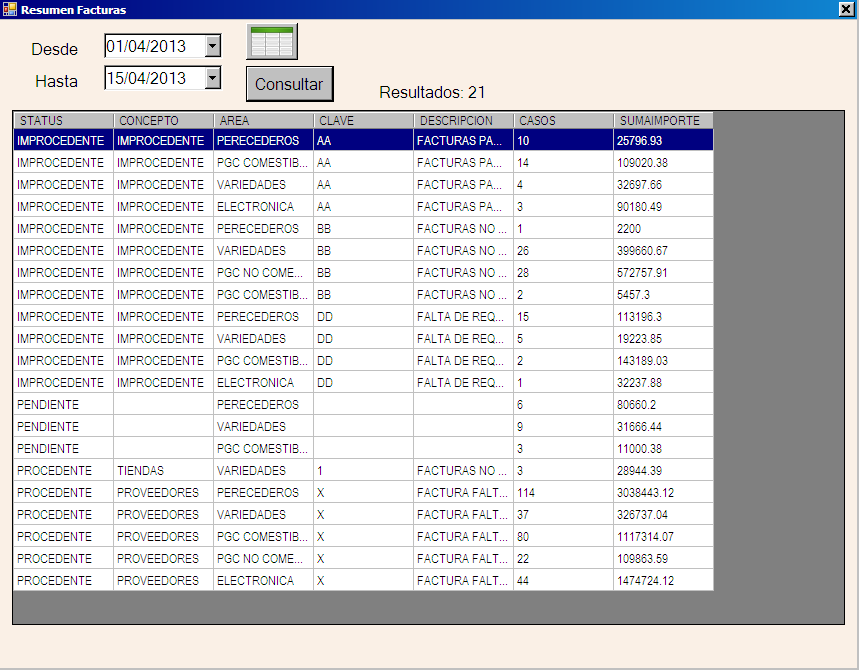 Resumen Facturas
Desde 01/04/2013
Hasta 15/04/2013 Consultar Resultados: 21
STATUS CONCEPTO AREA CLAVE DESCRIPCION CASOS SUMAIMPORTE
IMPROCEDENTE IMPROCEDENTE PERECEDEROS AA FACTURAS PA... 10 25796.93
IMPROCEDENTE IMPROCEDENTE PGC COMESTIB... AA FACTURAS PA... 14 109020.38
IMPROCEDENTE IMPROCEDENTE VARIEDADES AA FACTURAS PA... 4 32697.66
IMPROCEDENTE IMPROCEDENTE ELECTRONICA AA FACTURAS PA... 3 90180.49
IMPROCEDENTE IMPROCEDENTE PERECEDEROS BB FACTURAS NO ... 1 2200
IMPROCEDENTE IMPROCEDENTE VARIEDADES BB FACTURAS NO ... 26 399660.67
IMPROCEDENTE IMPROCEDENTE PGC NO COME... BB FACTURAS NO ... 28 572757.91
IMPROCEDENTE IMPROCEDENTE PGC COMESTIB... BB FACTURAS NO ... 2 5457.3
IMPROCEDENTE IMPROCEDENTE PERECEDEROS DD FALTA DE REQ... 15 113196.3
IMPROCEDENTE IMPROCEDENTE VARIEDADES DD FALTA DE REQ... 5 19223.85
IMPROCEDENTE IMPROCEDENTE PGC COMESTIB... DD FALTA DE REQ... 2 143189.03
IMPROCEDENTE IMPROCEDENTE ELECTRONICA DD FALTA DE REQ... 1 32237.88
PENDIENTE PERECEDEROS 6 80660.2
PENDIENTE VARIEDADES 9 31666.44
PENDIENTE PGC COMESTIB... 3 11000.38
PROCEDENTE TIENDAS VARIEDADES 1 FACTURAS NO ... 3 28944.39
PROCEDENTE PROVEEDORES PERECEDEROS X FACTURA FALT... 114 3038443.12
PROCEDENTE PROVEEDORES VARIEDADES X FACTURA FALT... 37 326737.04
PROCEDENTE PROVEEDORES PGC COMESTIB... X FACTURA FALT... 80 1117314.07
PROCEDENTE PROVEEDORES PGC NO COME... X FACTURA FALT... 22 109863.59
PROCEDENTE PROVEEDORES ELECTRONICA X FACTURA FALT... 44 1474724.12